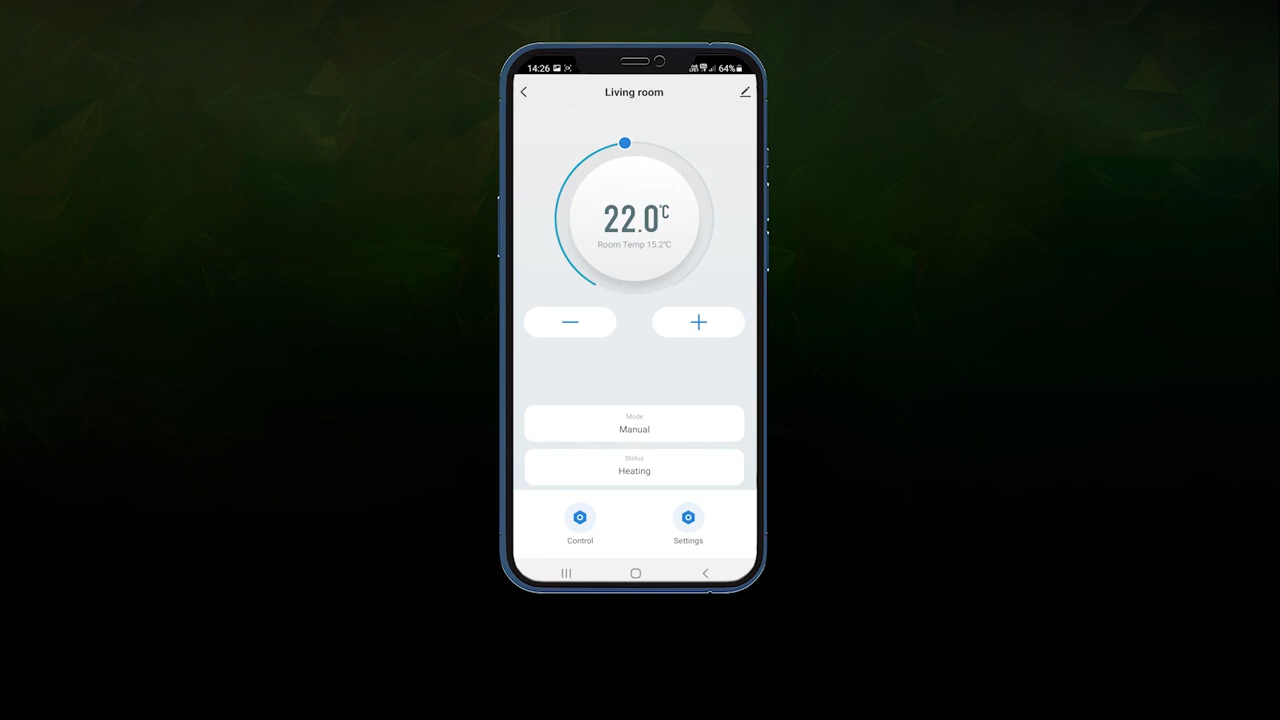 14:26 64%
Living room
22.0°C
Room Temp 15.2°C
Mode
Manual
Status
Heating
Control Settings